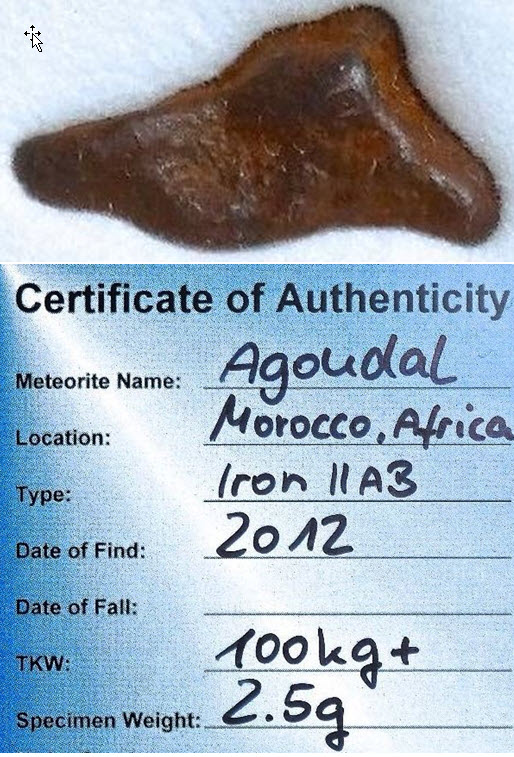 Certificate of Authenticity
Meteorite Name: Agoudal
Location: Morocco, Africa
Type: Iron IIAB
Date of Find: 2012
Date of Fall:
TKW: 100kg+
Specimen Weight: 2.5g